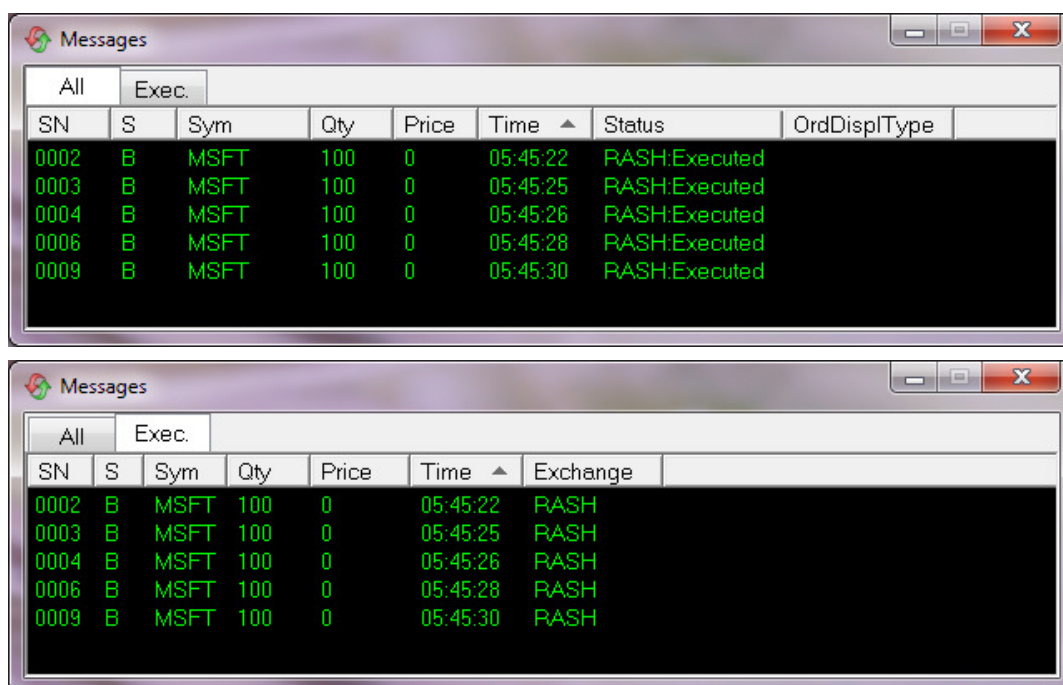 Messages
All Exec.
SN S Sym Qty Price Time Status OrdDisplType
0002 B MSFT 100 0 05:45:22 RASH:Executed
0003 B MSFT 100 0 05:45:25 RASH:Executed
0004 B MSFT 100 0 05:45:26 RASH:Executed
0006 B MSFT 100 0 05:45:28 RASH:Executed
0009 B MSFT 100 0 05:45:30 RASH:Executed
Messages
All Exec.
SN S Sym Qty Price Time Exchange
0002 B MSFT 100 0 05:45:22 RASH
0003 B MSFT 100 0 05:45:25 RASH
0004 B MSFT 100 0 05:45:26 RASH
0006 B MSFT 100 0 05:45:28 RASH
0009 B MSFT 100 0 05:45:30 RASH